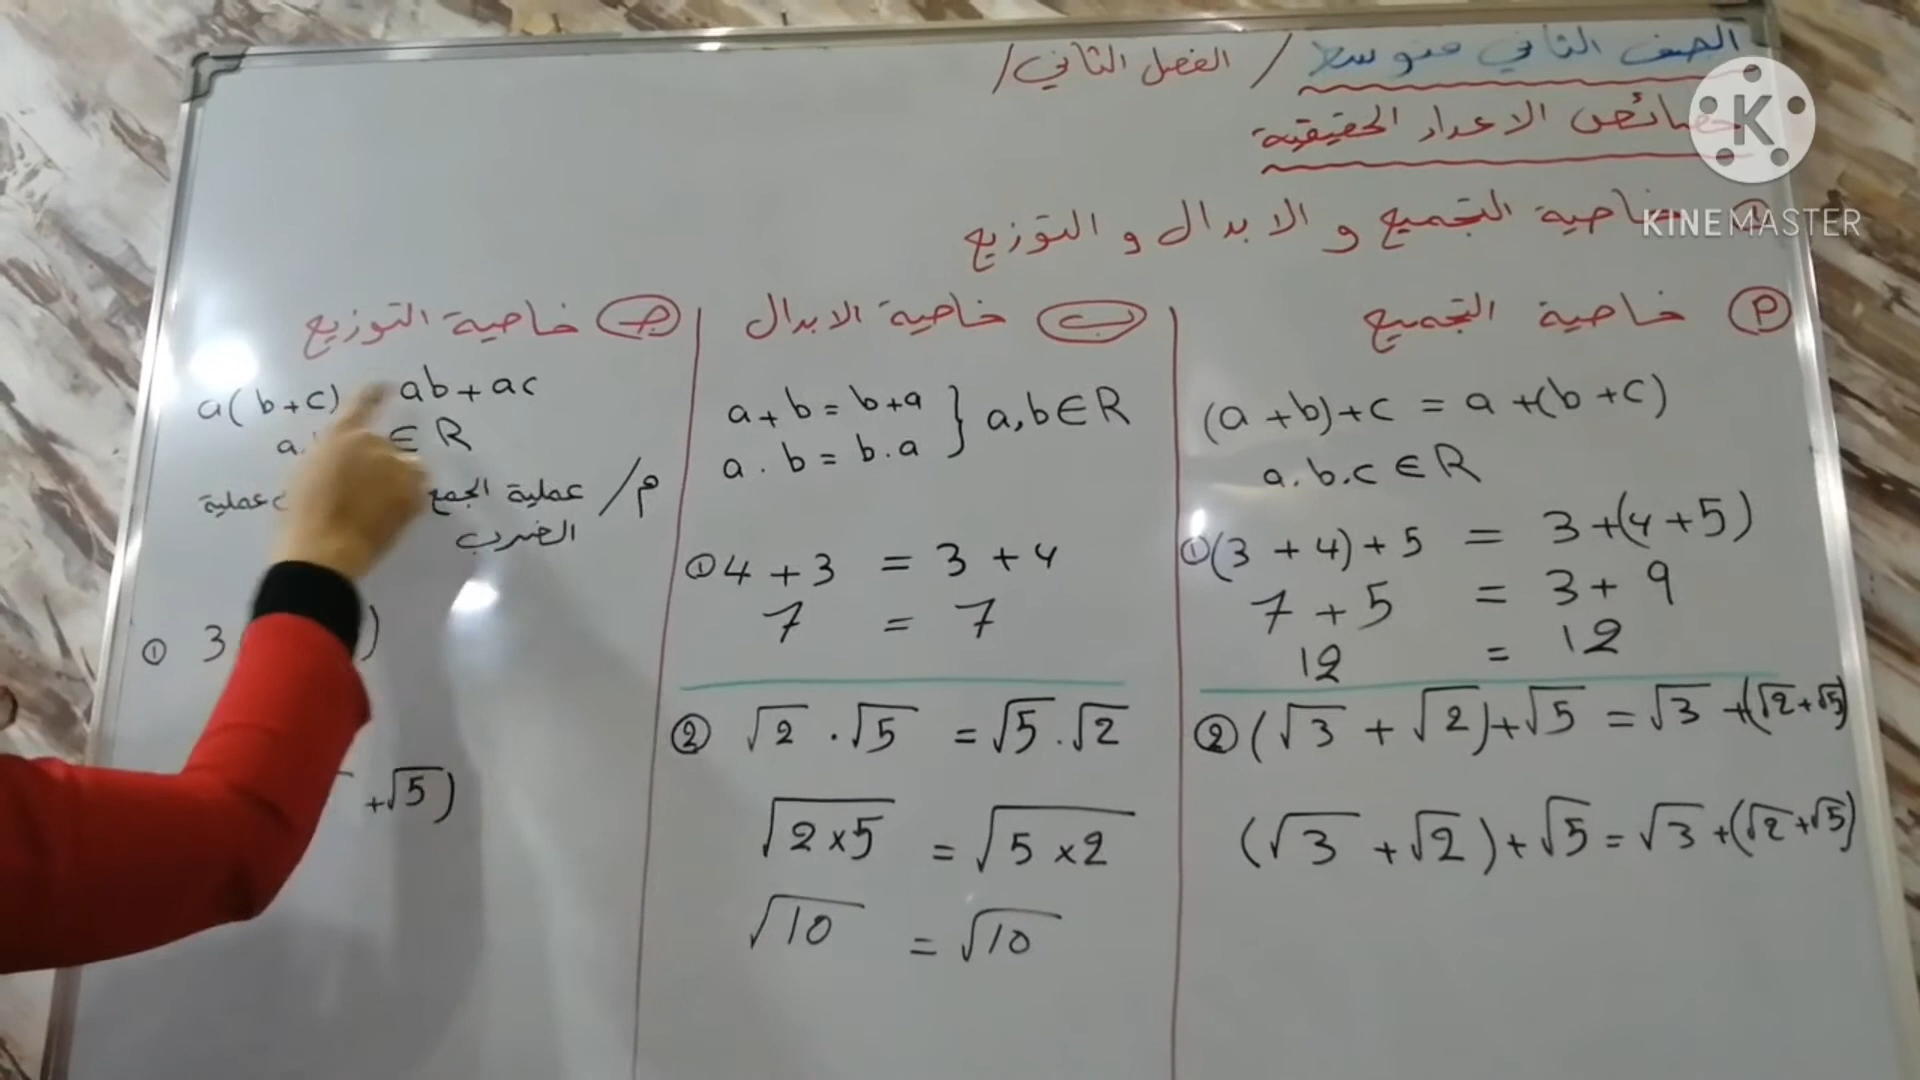 الصف الثاني متوسط / الفصل الثاني /
خصائص الاعداد الحقيقية
خاصية التجميع و الابدال و التوزيع
K
KINEMASTER
P خاصية التجميع
(a + b) + c = a + (b + c)
a . b . c ∈ R
① (3 + 4) + 5 = 3 + (4 + 5)
7 + 5 = 3 + 9
12 = 12
② (√3 + √2) + √5 = √3 + (√2 + √5)
(√3 + √2) + √5 = √3 + (√2 + √5)
ب خاصية الابدال
a + b = b + a } a, b ∈ R
a . b = b . a
① 4 + 3 = 3 + 4
7 = 7
② √2 . √5 = √5 . √2
√2×5 = √5×2
√10 = √10
جـ خاصية التوزيع
a(b+c) ab + ac
a. ∈ R
م / عملية الجمع عملية
الضرب
① 3 )
+√5)